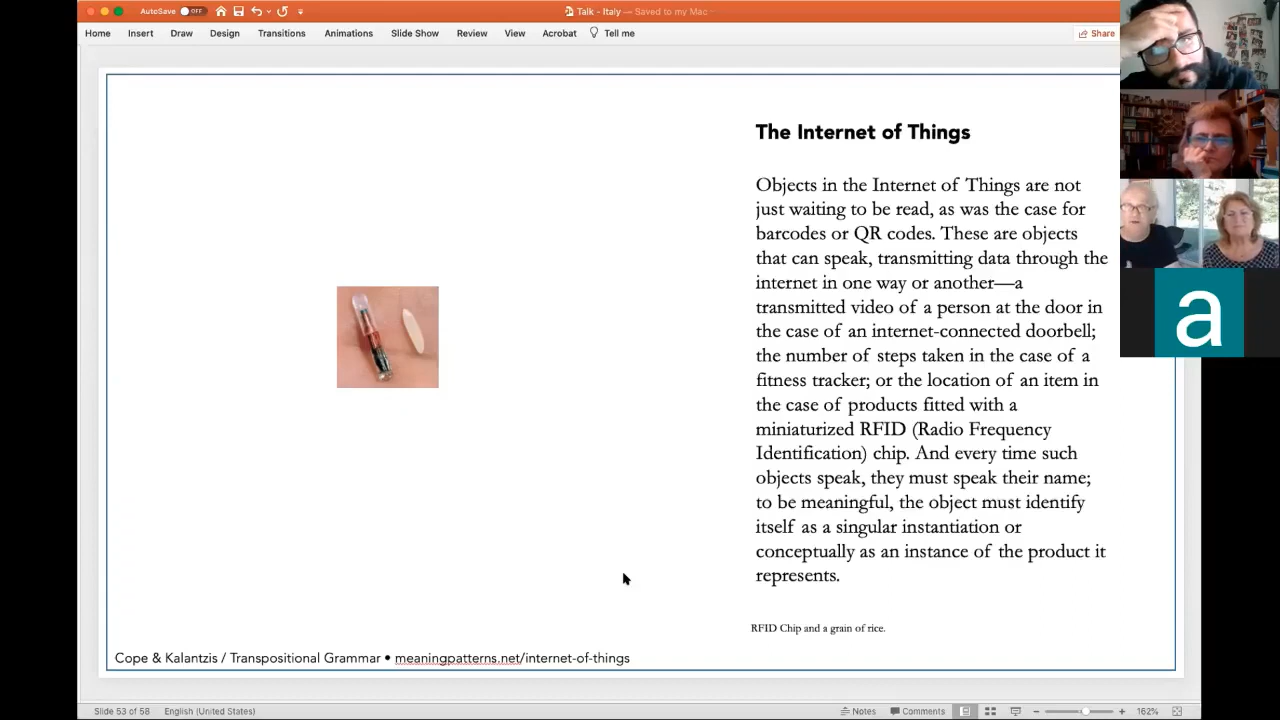 AutoSave OFF
Talk - Italy — Saved to my Mac
Home Insert Draw Design Transitions Animations Slide Show Review View Acrobat Tell me
Share
The Internet of Things
Objects in the Internet of Things are not
just waiting to be read, as was the case for
barcodes or QR codes. These are objects
that can speak, transmitting data through the
internet in one way or another—a
transmitted video of a person at the door in
the case of an internet-connected doorbell;
the number of steps taken in the case of a
fitness tracker; or the location of an item in
the case of products fitted with a
miniaturized RFID (Radio Frequency
Identification) chip. And every time such
objects speak, they must speak their name;
to be meaningful, the object must identify
itself as a singular instantiation or
conceptually as an instance of the product it
represents.
RFID Chip and a grain of rice.
Cope & Kalantzis / Transpositional Grammar • meaningpatterns.net/internet-of-things
a
Slide 53 of 58 English (United States) Notes Comments 162%